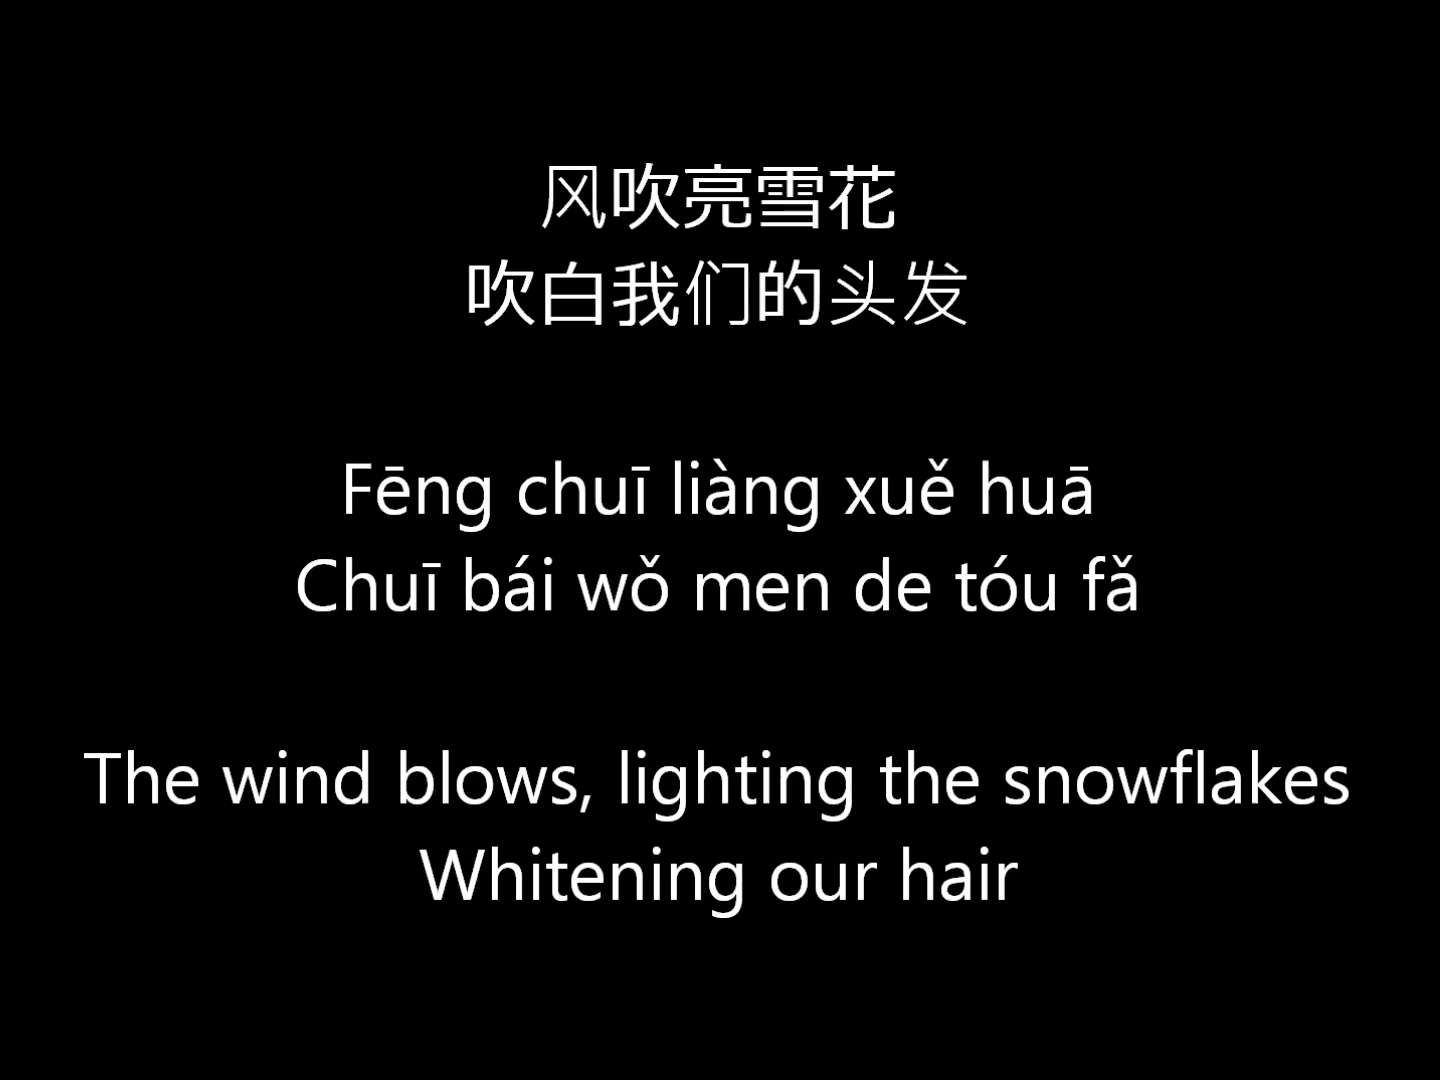 风吹亮雪花
吹白我们的头发
Fēng chuī liàng xuě huā
Chuī bái wǒ men de tóu fǎ
The wind blows, lighting the snowflakes
Whitening our hair